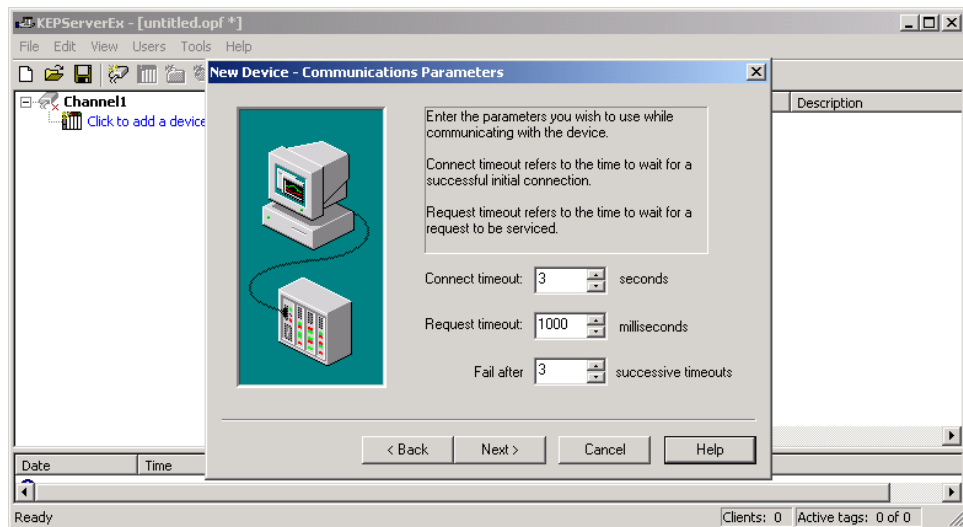 KEPServerEx - [untitled.opf *]
File Edit View Users Tools Help
New Device - Communications Parameters
Channel1
Click to add a device
Description
Enter the parameters you wish to use while
communicating with the device.
Connect timeout refers to the time to wait for a
successful initial connection.
Request timeout refers to the time to wait for a
request to be serviced.
Connect timeout: 3 seconds
Request timeout: 1000 milliseconds
Fail after 3 successive timeouts
< Back Next > Cancel Help
Date Time
Ready Clients: 0 Active tags: 0 of 0